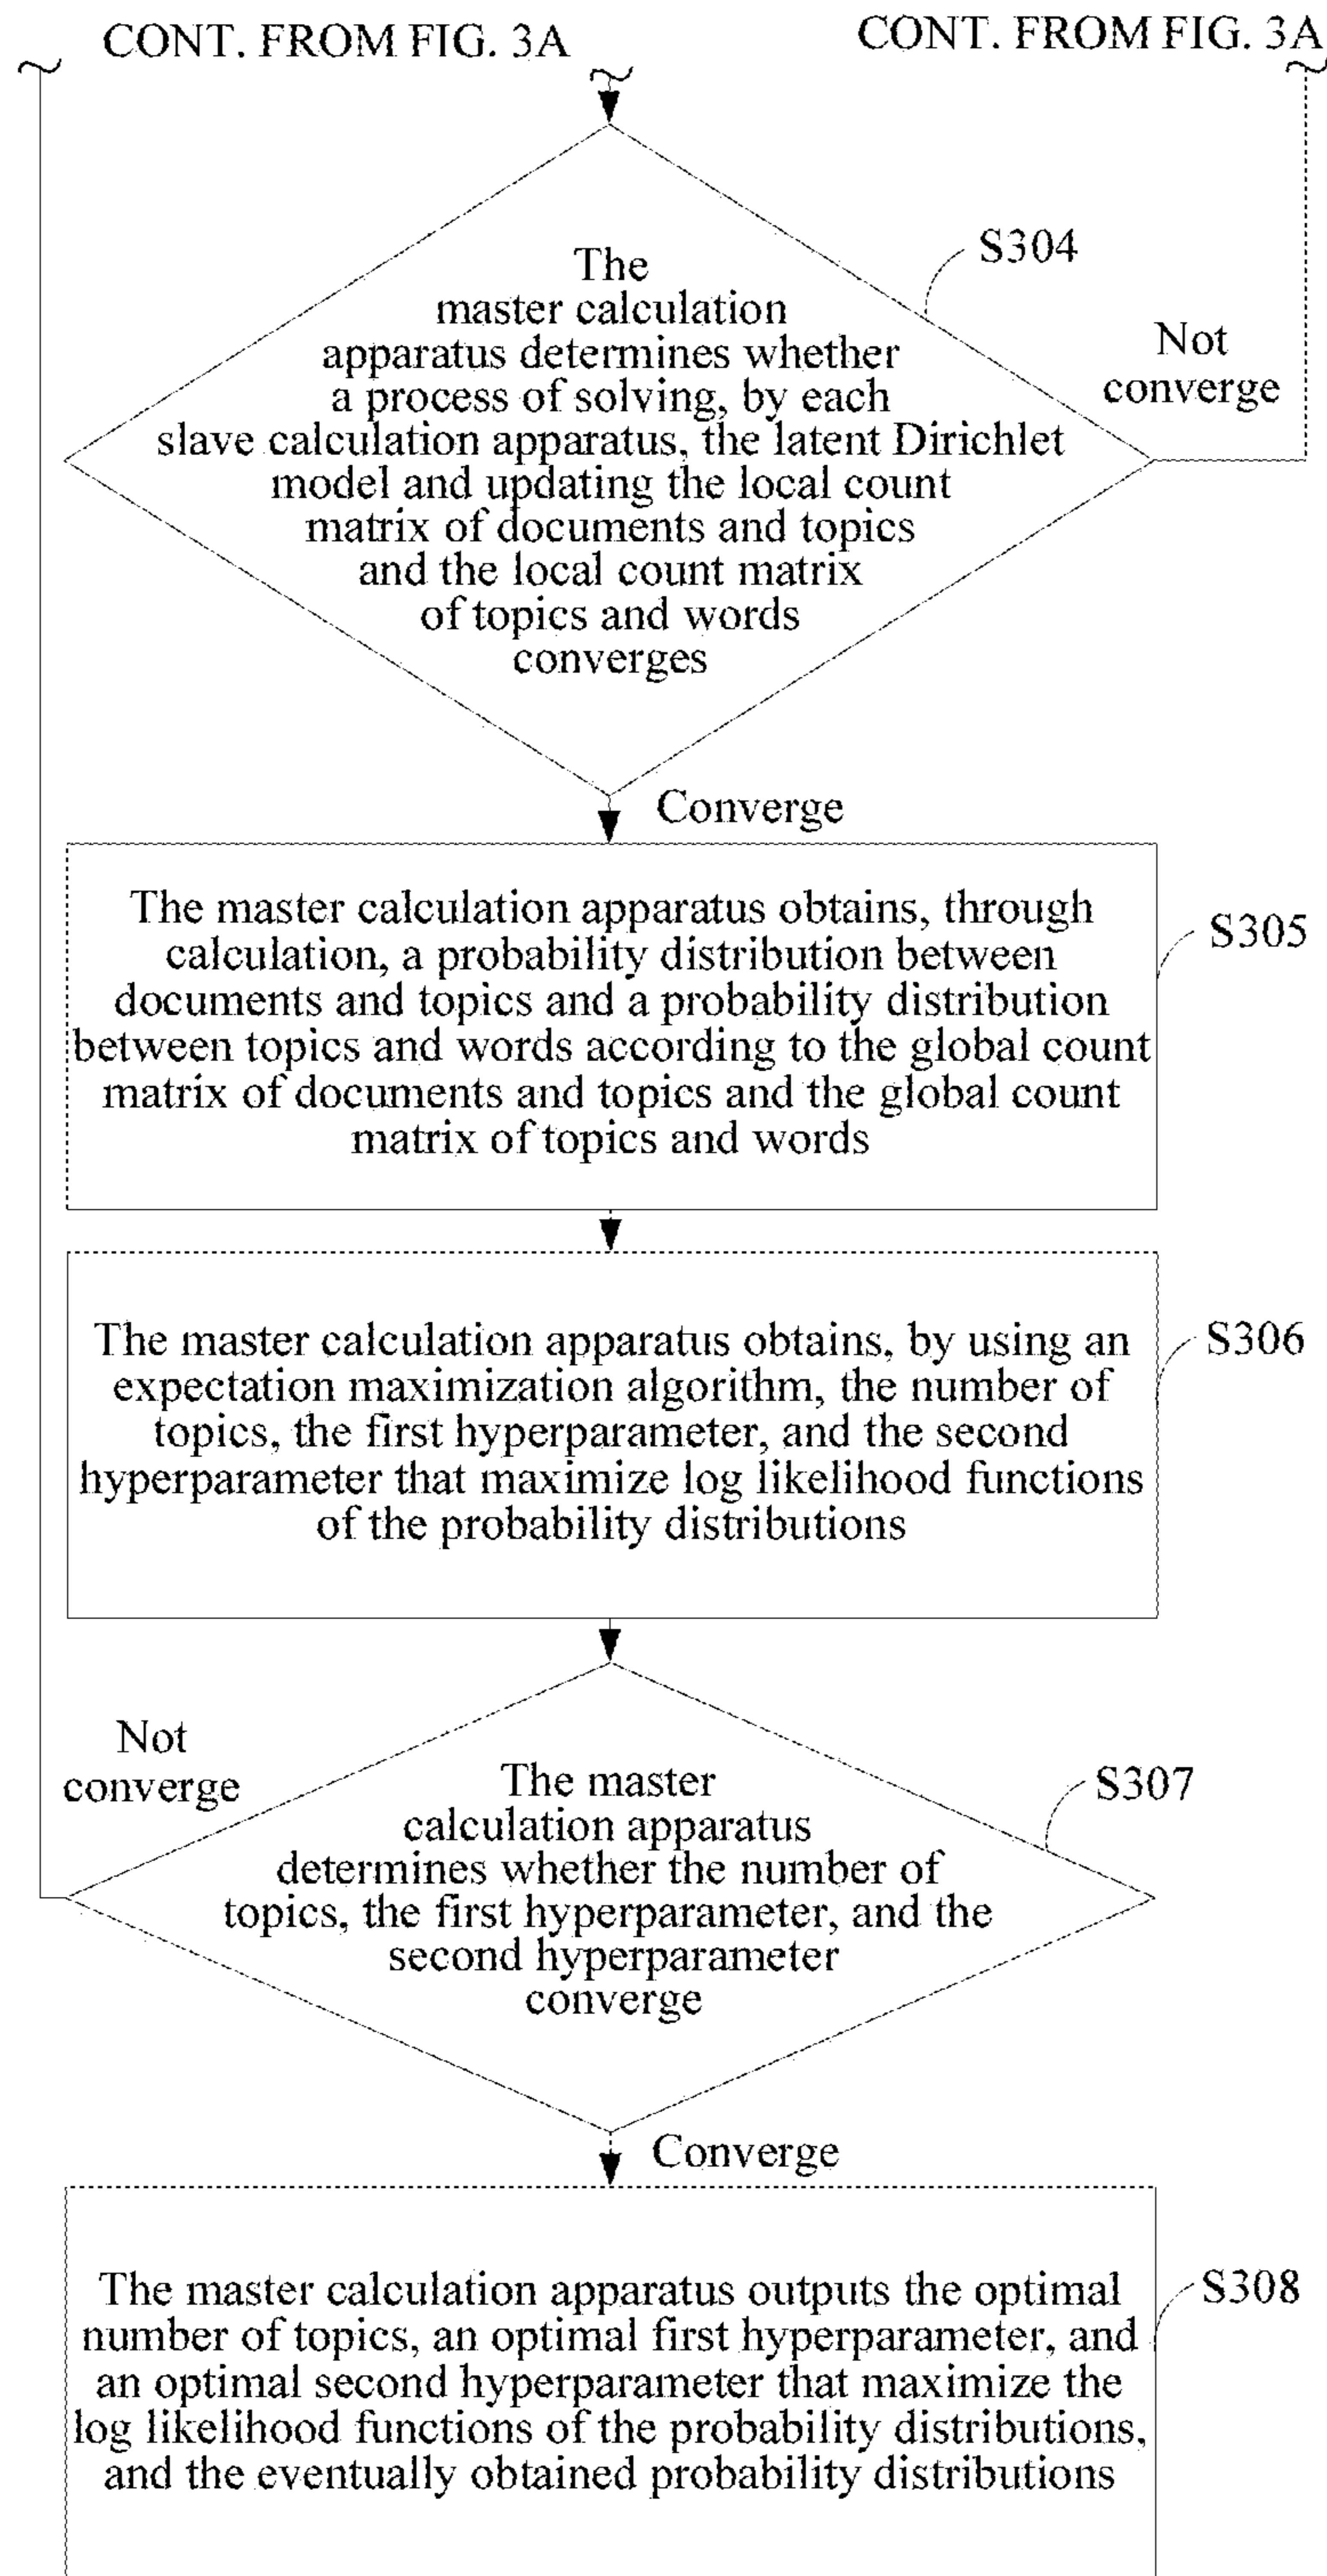 CONT. FROM FIG. 3A
CONT. FROM FIG. 3A
S304
The
master calculation
apparatus determines whether
a process of solving, by each
slave calculation apparatus, the latent Dirichlet
model and updating the local count
matrix of documents and topics
and the local count matrix
of topics and words
converges
Not
converge
Converge
The master calculation apparatus obtains, through
calculation, a probability distribution between
documents and topics and a probability distribution
between topics and words according to the global count
matrix of documents and topics and the global count
matrix of topics and words
S305
The master calculation apparatus obtains, by using an
expectation maximization algorithm, the number of
topics, the first hyperparameter, and the second
hyperparameter that maximize log likelihood functions
of the probability distributions
S306
Not
converge
The master
calculation apparatus
determines whether the number of
topics, the first hyperparameter, and the
second hyperparameter
converge
S307
Converge
The master calculation apparatus outputs the optimal
number of topics, an optimal first hyperparameter, and
an optimal second hyperparameter that maximize the
log likelihood functions of the probability distributions,
and the eventually obtained probability distributions
S308